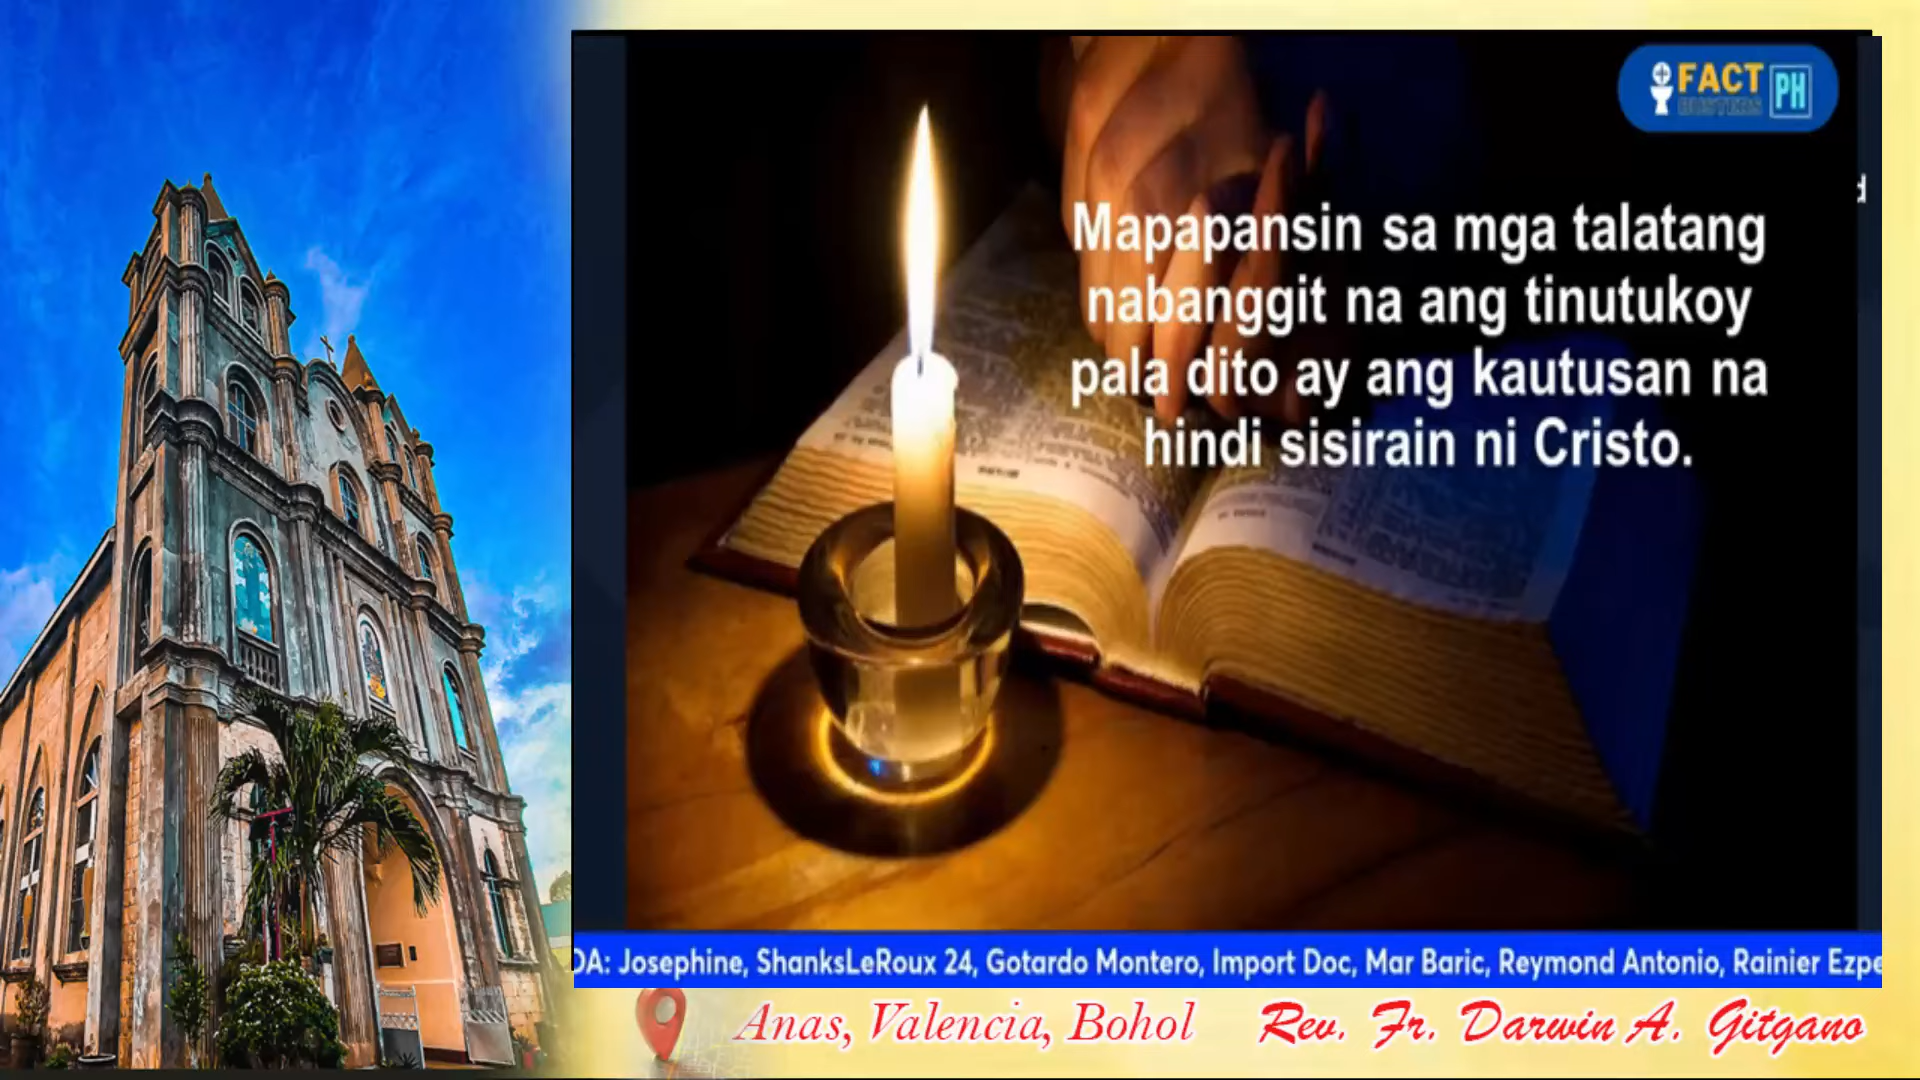 FACT
BUSTERS
PH
Mapapansin sa mga talatang
nabanggit na ang tinutukoy
pala dito ay ang kautusan na
hindi sisirain ni Cristo.
DA: Josephine, ShanksLeRoux 24, Gotardo Montero, Import Doc, Mar Baric, Reymond Antonio, Rainier Ezpe
Anas, Valencia, Bohol
Rev. Fr. Darwin A. Gitgano